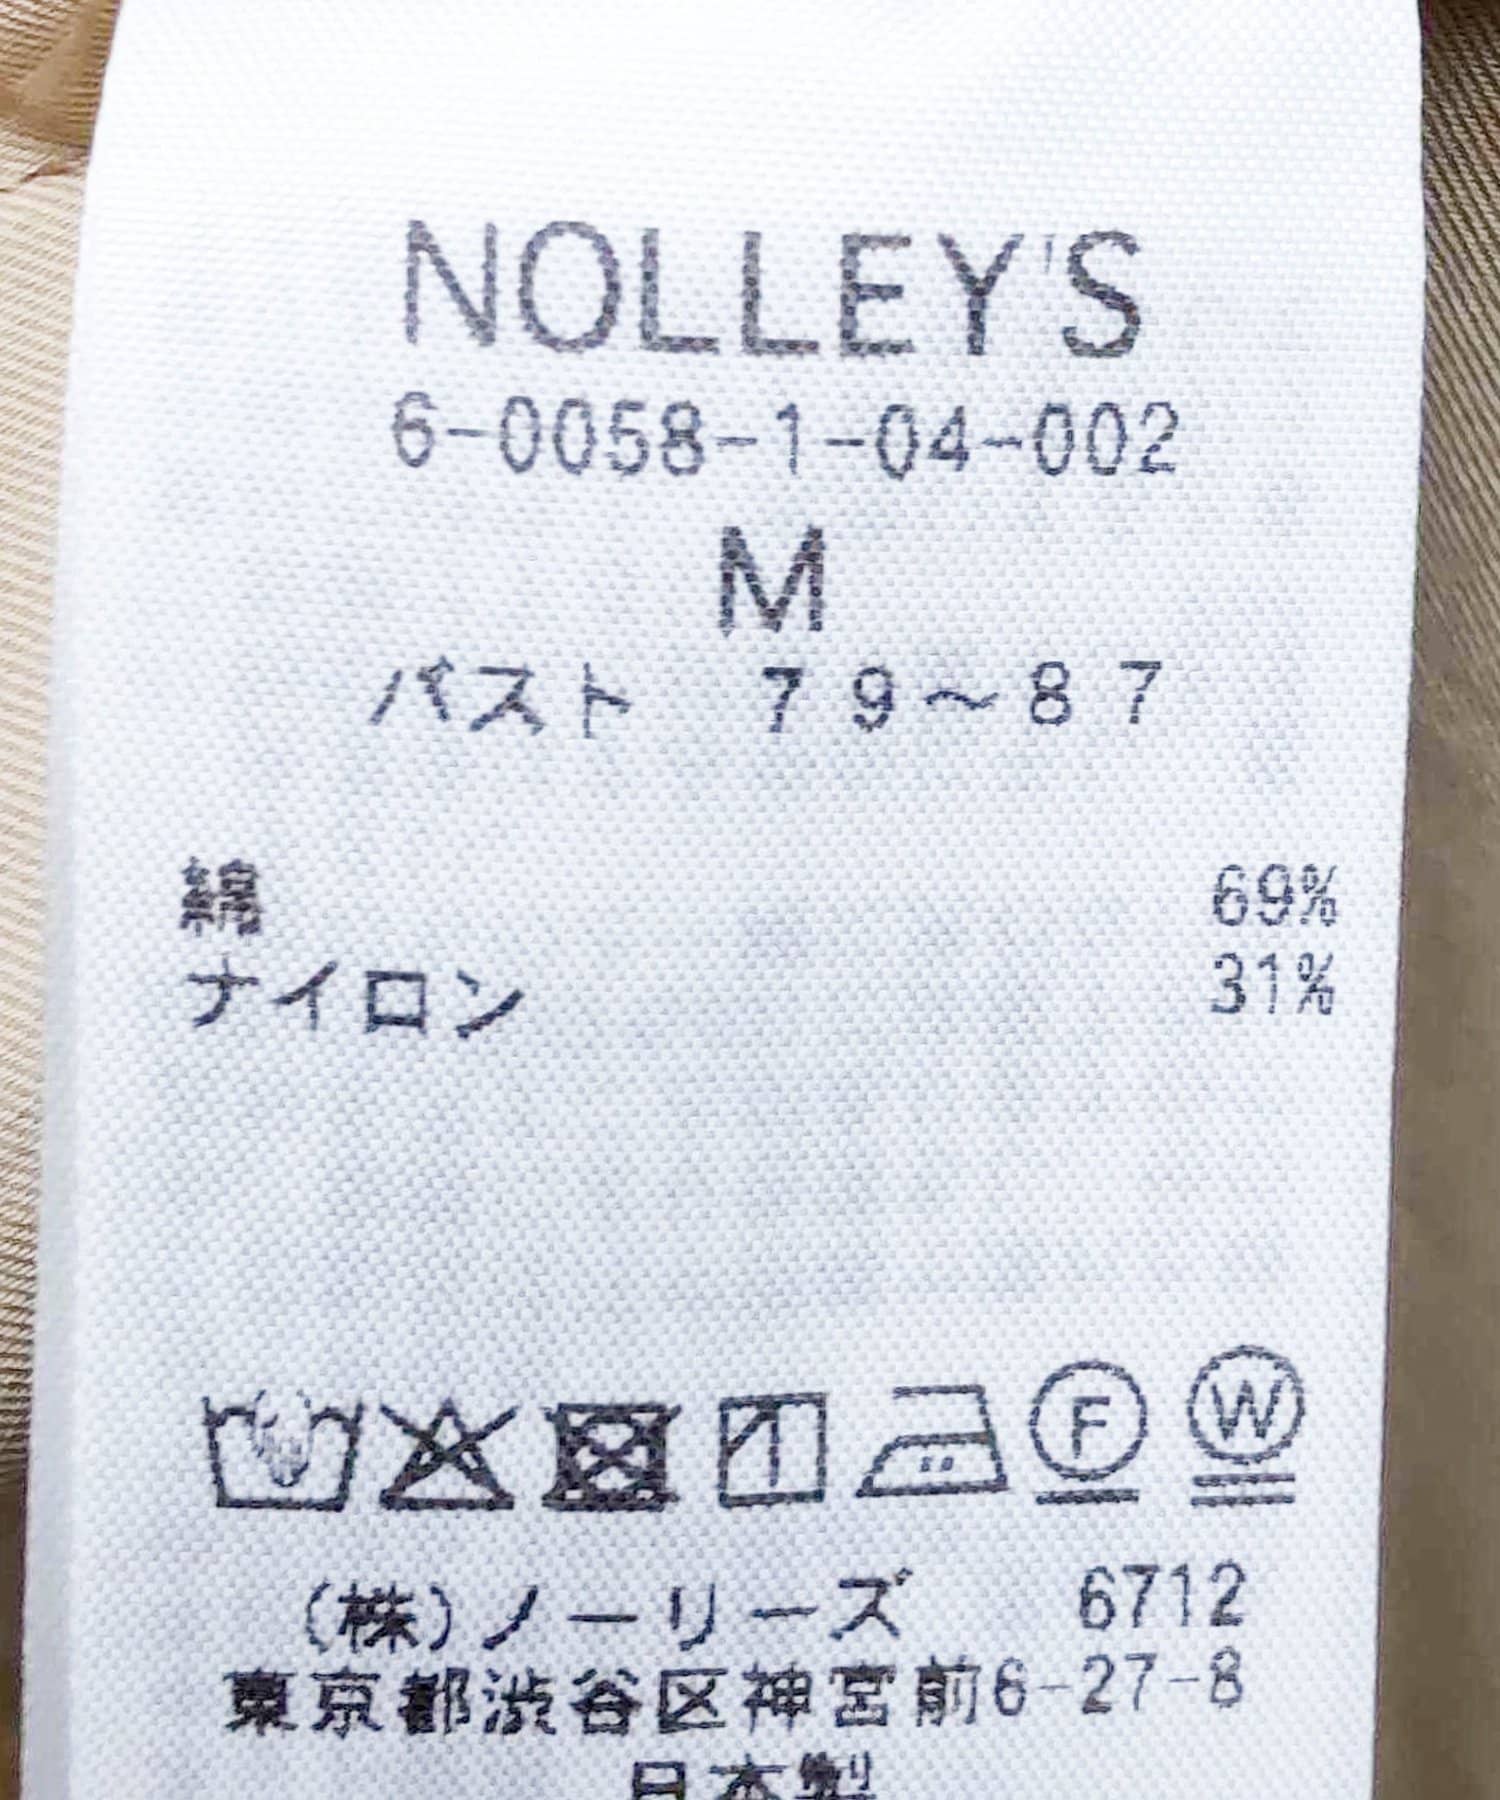 NOLLEY'S
6-0058-1-04-002
M
バスト 79～87
綿 69%
ナイロン 31%
F W
(株)ノーリーズ 6712
東京都渋谷区神宮前6-27-8
日本製